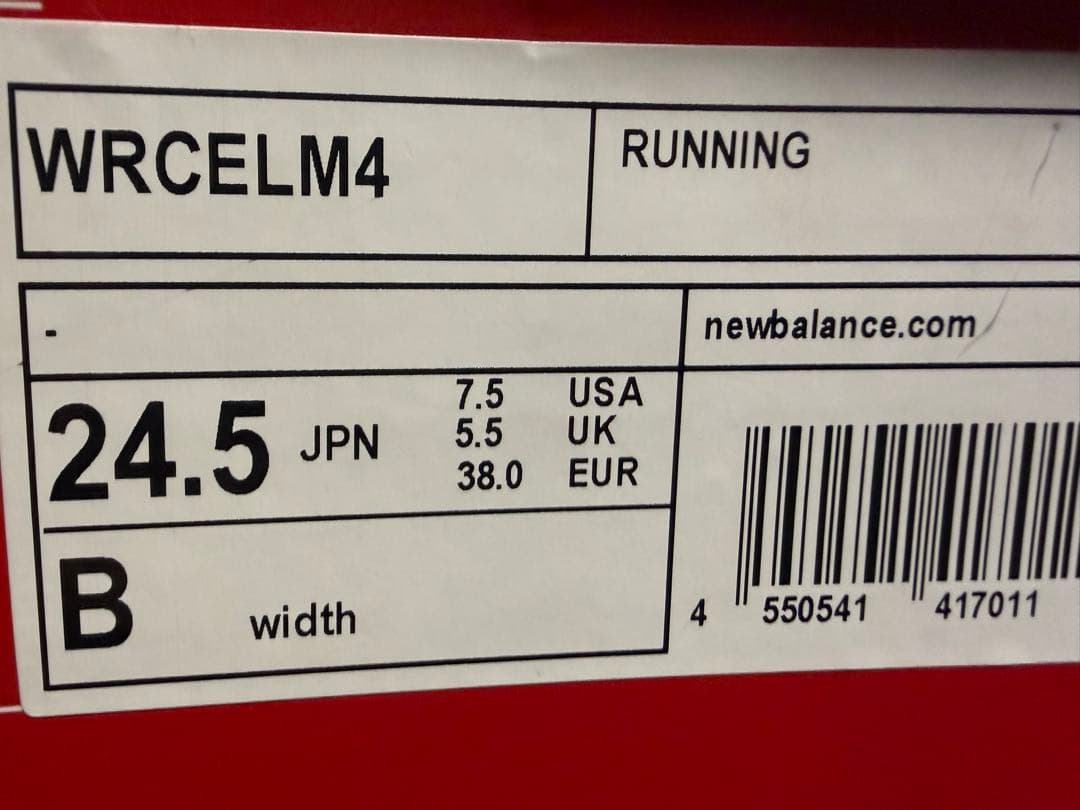 WRCELM4
RUNNING
-
newbalance.com
24.5 JPN
7.5 USA
5.5 UK
38.0 EUR
B width
4 550541 417011